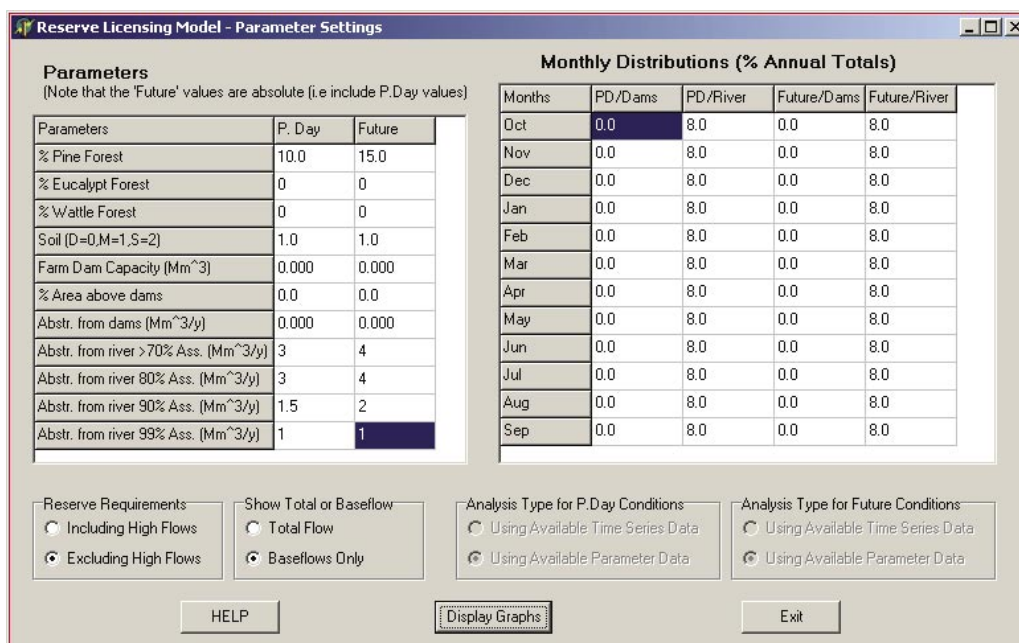 Reserve Licensing Model - Parameter Settings
Parameters
(Note that the 'Future' values are absolute (i.e include P.Day values)
Parameters P. Day Future
% Pine Forest 10.0 15.0
% Eucalypt Forest 0 0
% Wattle Forest 0 0
Soil (D=0,M=1,S=2) 1.0 1.0
Farm Dam Capacity (Mm^3) 0.000 0.000
% Area above dams 0.0 0.0
Abstr. from dams (Mm^3/y) 0.000 0.000
Abstr. from river >70% Ass. (Mm^3/y) 3 4
Abstr. from river 80% Ass. (Mm^3/y) 3 4
Abstr. from river 90% Ass. (Mm^3/y) 1.5 2
Abstr. from river 99% Ass. (Mm^3/y) 1 1
Monthly Distributions (% Annual Totals)
Months PD/Dams PD/River Future/Dams Future/River
Oct 0.0 8.0 0.0 8.0
Nov 0.0 8.0 0.0 8.0
Dec 0.0 8.0 0.0 8.0
Jan 0.0 8.0 0.0 8.0
Feb 0.0 8.0 0.0 8.0
Mar 0.0 8.0 0.0 8.0
Apr 0.0 8.0 0.0 8.0
May 0.0 8.0 0.0 8.0
Jun 0.0 8.0 0.0 8.0
Jul 0.0 8.0 0.0 8.0
Aug 0.0 8.0 0.0 8.0
Sep 0.0 8.0 0.0 8.0
Reserve Requirements
Including High Flows
Excluding High Flows
Show Total or Baseflow
Total Flow
Baseflows Only
Analysis Type for P.Day Conditions
Using Available Time Series Data
Using Available Parameter Data
Analysis Type for Future Conditions
Using Available Time Series Data
Using Available Parameter Data
HELP
Display Graphs
Exit